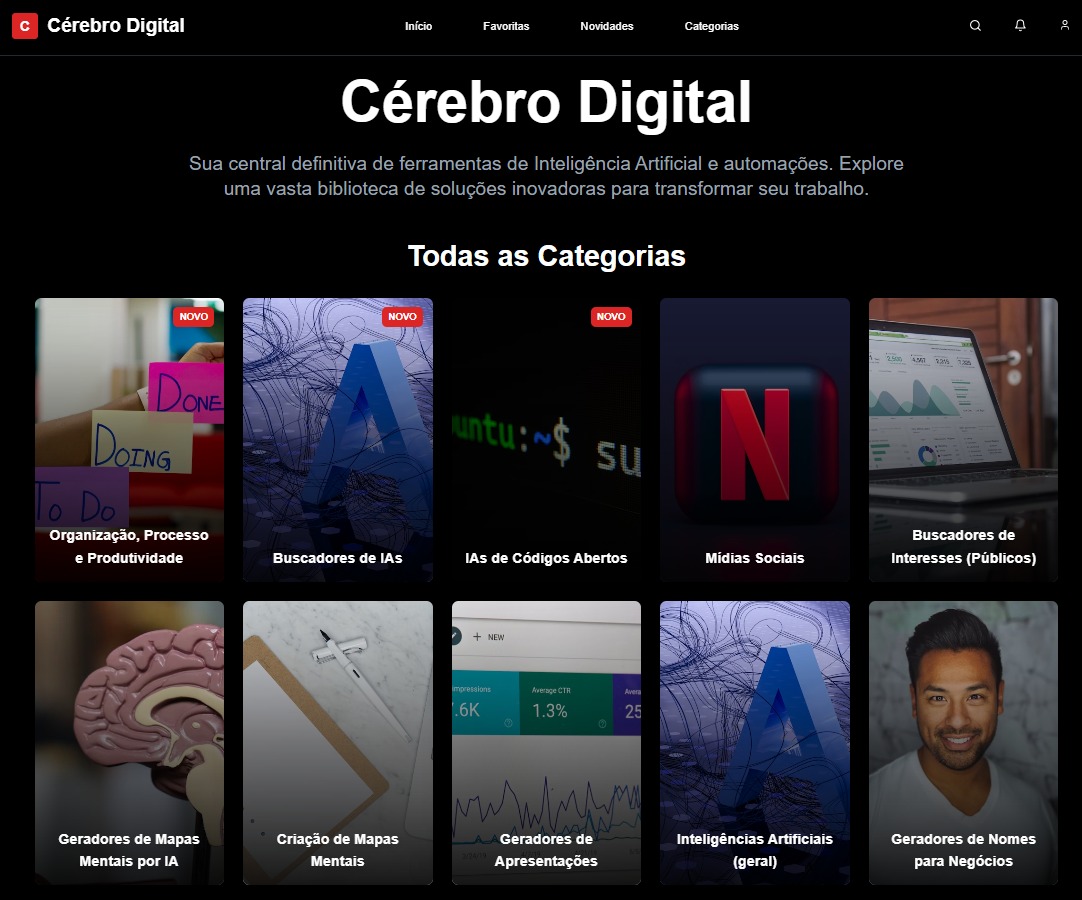 C Cérebro Digital Início Favoritas Novidades Categorias
Cérebro Digital
Sua central definitiva de ferramentas de Inteligência Artificial e automações. Explore
uma vasta biblioteca de soluções inovadoras para transformar seu trabalho.
Todas as Categorias
NOVO
DONE
DOING
To Do
Organização, Processo
e Produtividade
NOVO
A
Buscadores de IAs
NOVO
untu:~$ su
IAs de Códigos Abertos
N
Mídias Sociais
Buscadores de
Interesses (Públicos)
Geradores de Mapas
Mentais por IA
Criação de Mapas
Mentais
+ NEW
mpressions Average CTR Avera
.6K 1.3% 25
Geradores de
Apresentações
A
Inteligências Artificiais
(geral)
Geradores de Nomes
para Negócios